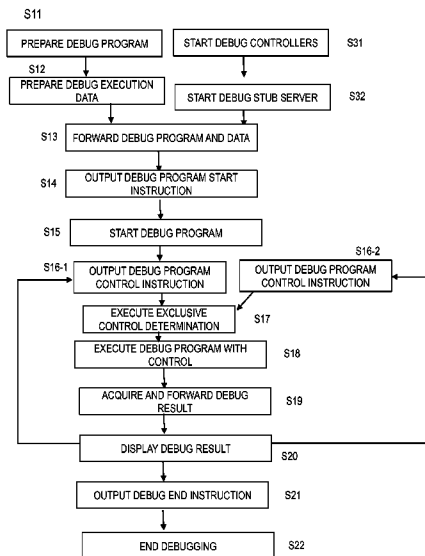 S11
PREPARE DEBUG PROGRAM
START DEBUG CONTROLLERS
S31
S12
PREPARE DEBUG EXECUTION
DATA
START DEBUG STUB SERVER
S32
S13
FORWARD DEBUG PROGRAM AND DATA
S14
OUTPUT DEBUG PROGRAM START
INSTRUCTION
S15
START DEBUG PROGRAM
S16-1
S16-2
OUTPUT DEBUG PROGRAM
CONTROL INSTRUCTION
OUTPUT DEBUG PROGRAM
CONTROL INSTRUCTION
EXECUTE EXCLUSIVE
CONTROL DETERMINATION
S17
EXECUTE DEBUG PROGRAM WITH
CONTROL
S18
ACQUIRE AND FORWARD DEBUG
RESULT
S19
DISPLAY DEBUG RESULT
S20
OUTPUT DEBUG END INSTRUCTION
S21
END DEBUGGING
S22